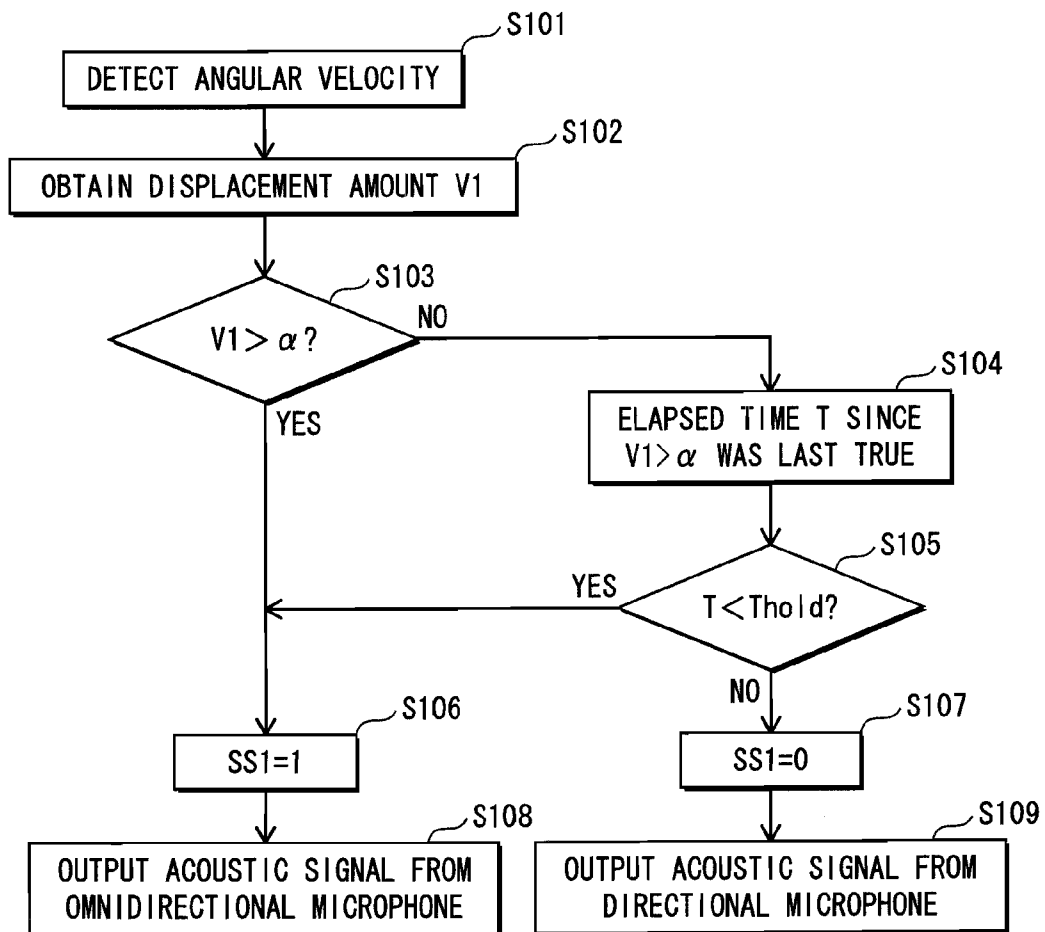 S101
DETECT ANGULAR VELOCITY
S102
OBTAIN DISPLACEMENT AMOUNT V1
S103
V1>α?
NO
YES
S104
ELAPSED TIME T SINCE
V1>α WAS LAST TRUE
S105
T<Thold?
YES
NO
S106
SS1=1
S107
SS1=0
S108
OUTPUT ACOUSTIC SIGNAL FROM
OMNIDIRECTIONAL MICROPHONE
S109
OUTPUT ACOUSTIC SIGNAL FROM
DIRECTIONAL MICROPHONE